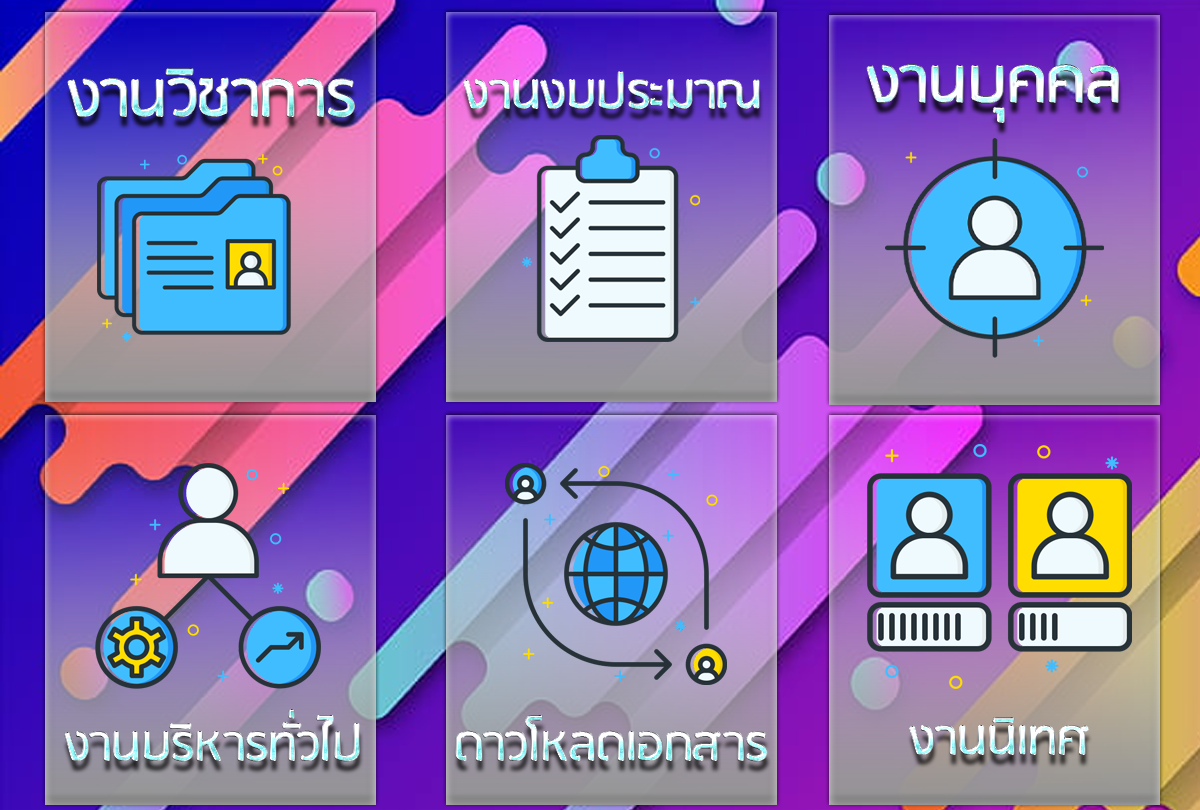 งานวิชาการ
งานงบประมาณ
งานบุคคล
งานบริหารทั่วไป
ดาวโหลดเอกสาร
งานนิเทศ